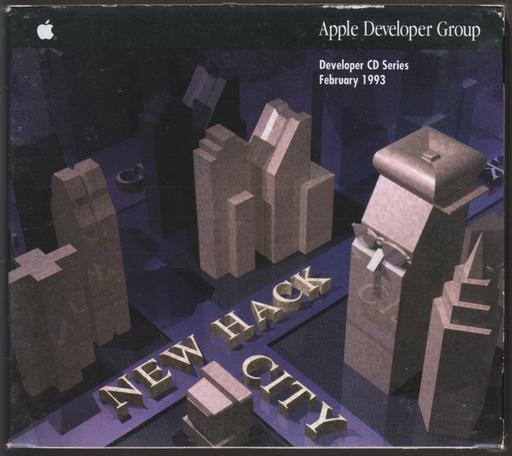 Apple Developer Group
Developer CD Series
February 1993
NEW HACK
CITY